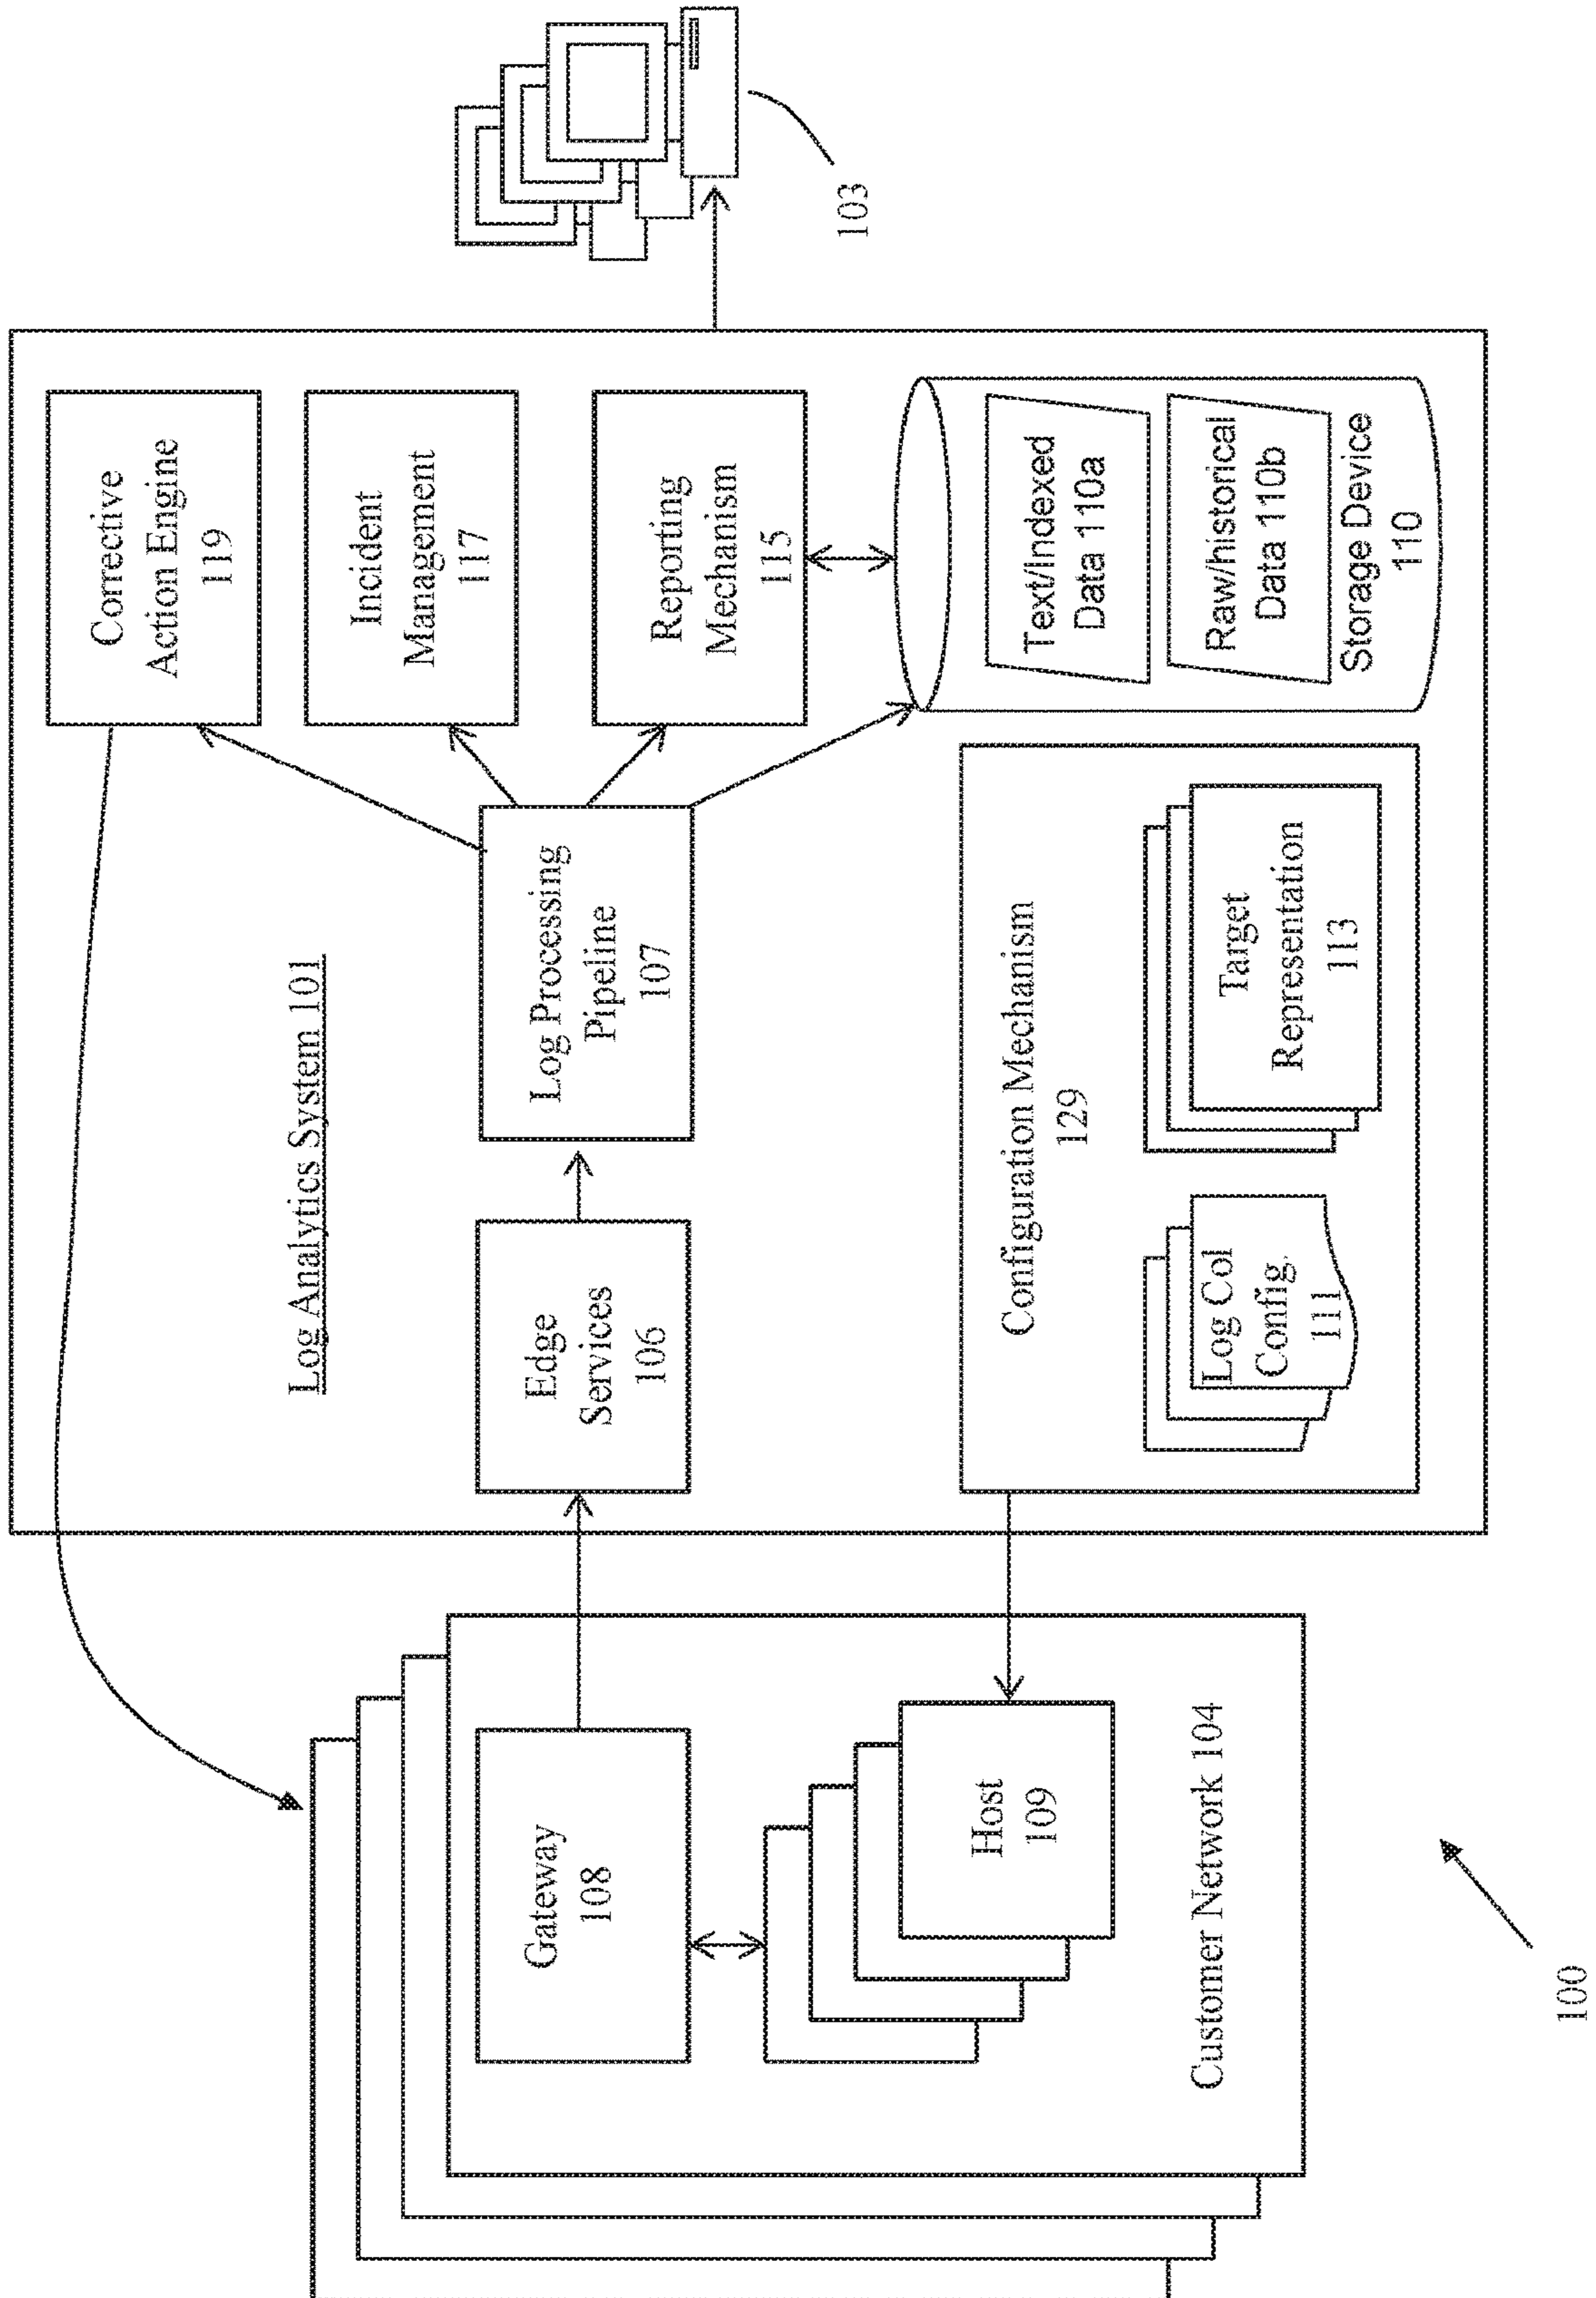 Log Analytics System 101
Corrective
Action Engine
119
Incident
Management
117
Reporting
Mechanism
115
Log Processing
Pipeline
107
Edge
Services
106
Gateway
108
Host
109
Customer Network 104
Configuration Mechanism
129
Log Col
Config.
111
Target
Representation
113
Text/Indexed
Data 110a
Raw/historical
Data 110b
Storage Device
110
103
100